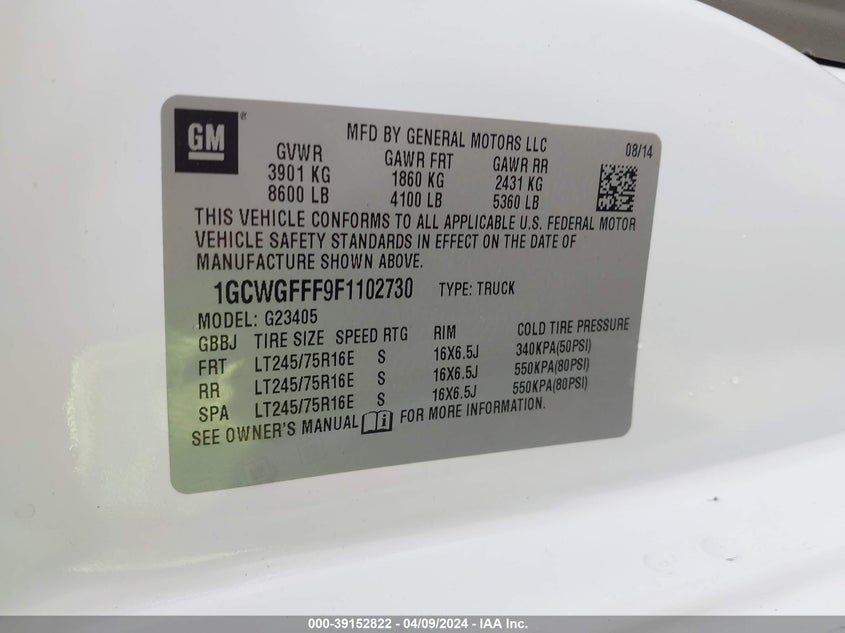 GM®
MFD BY GENERAL MOTORS LLC 08/14
GVWR GAWR FRT GAWR RR
3901 KG 1860 KG 2431 KG
8600 LB 4100 LB 5360 LB
THIS VEHICLE CONFORMS TO ALL APPLICABLE U.S. FEDERAL MOTOR
VEHICLE SAFETY STANDARDS IN EFFECT ON THE DATE OF
MANUFACTURE SHOWN ABOVE.
1GCWGFFF9F1102730 TYPE: TRUCK
MODEL: G23405
GBBJ TIRE SIZE SPEED RTG RIM COLD TIRE PRESSURE
FRT LT245/75R16E S 16X6.5J 340KPA(50PSI)
RR LT245/75R16E S 16X6.5J 550KPA(80PSI)
SPA LT245/75R16E S 16X6.5J 550KPA(80PSI)
SEE OWNER'S MANUAL i FOR MORE INFORMATION.
000-39152822 - 04/09/2024 - IAA Inc.